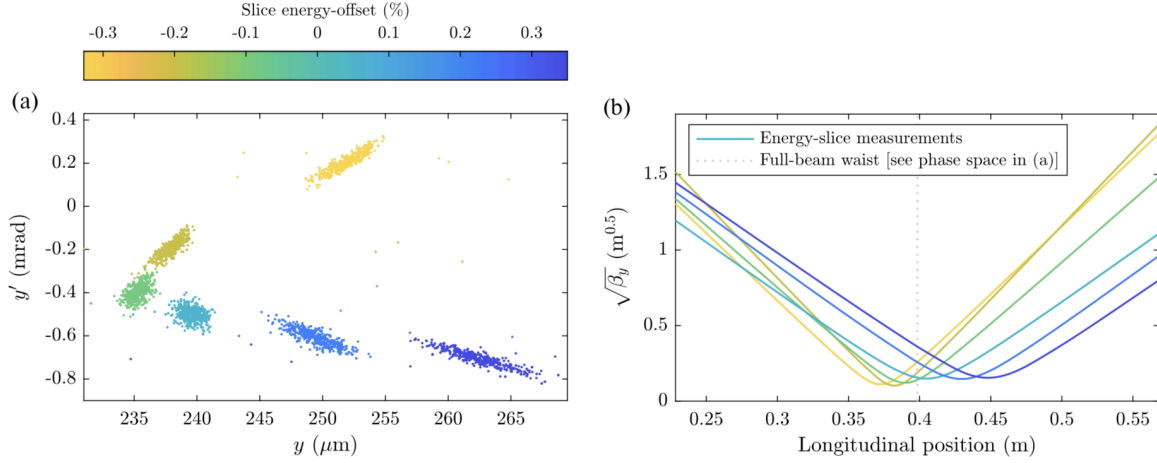 Slice energy-offset (%)
-0.3 -0.2 -0.1 0 0.1 0.2 0.3
(a)
0.4
0.2
0
-0.2
-0.4
-0.6
-0.8
y′ (mrad)
235 240 245 250 255 260 265
y (μm)
(b)
Energy-slice measurements
Full-beam waist [see phase space in (a)]
1.5
1
0.5
0
√βy (m^0.5)
0.25 0.3 0.35 0.4 0.45 0.5 0.55
Longitudinal position (m)